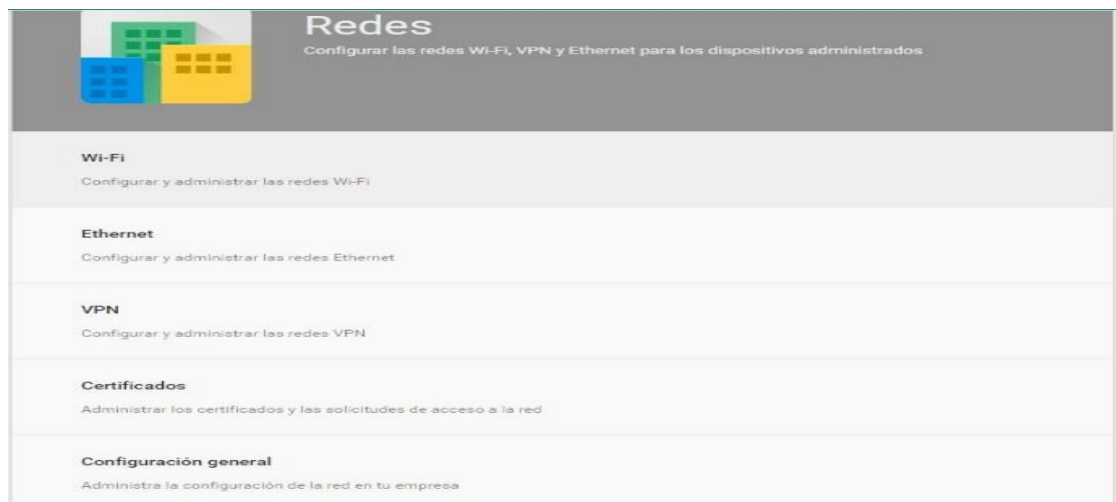 Redes
Configurar las redes Wi-Fi, VPN y Ethernet para los dispositivos administrados
Wi-Fi
Configurar y administrar las redes Wi-Fi
Ethernet
Configurar y administrar las redes Ethernet
VPN
Configurar y administrar las redes VPN
Certificados
Administrar los certificados y las solicitudes de acceso a la red
Configuración general
Administra la configuración de la red en tu empresa